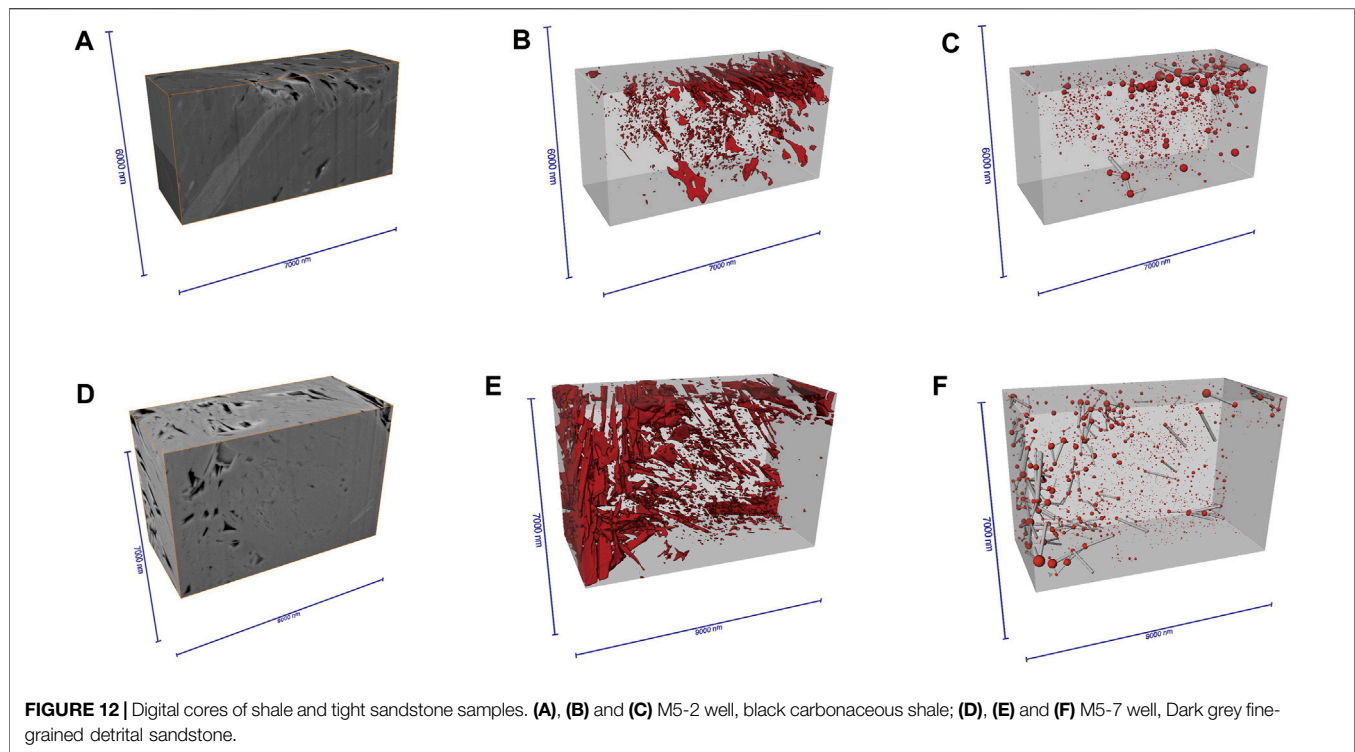 A
B
C
6000 nm
7000 nm
6000 nm
7000 nm
6000 nm
7000 nm
D
E
F
7000 nm
9000 nm
7000 nm
9000 nm
7000 nm
9000 nm
FIGURE 12 | Digital cores of shale and tight sandstone samples. (A), (B) and (C) M5-2 well, black carbonaceous shale; (D), (E) and (F) M5-7 well, Dark grey fine-
grained detrital sandstone.